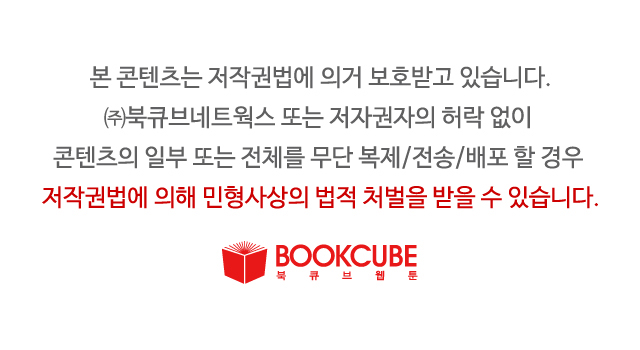 본 콘텐츠는 저작권법에 의거 보호받고 있습니다.
㈜북큐브네트웍스 또는 저자권자의 허락 없이
콘텐츠의 일부 또는 전체를 무단 복제/전송/배포 할 경우
저작권법에 의해 민형사상의 법적 처벌을 받을 수 있습니다.
BOOKCUBE
북큐브웹툰